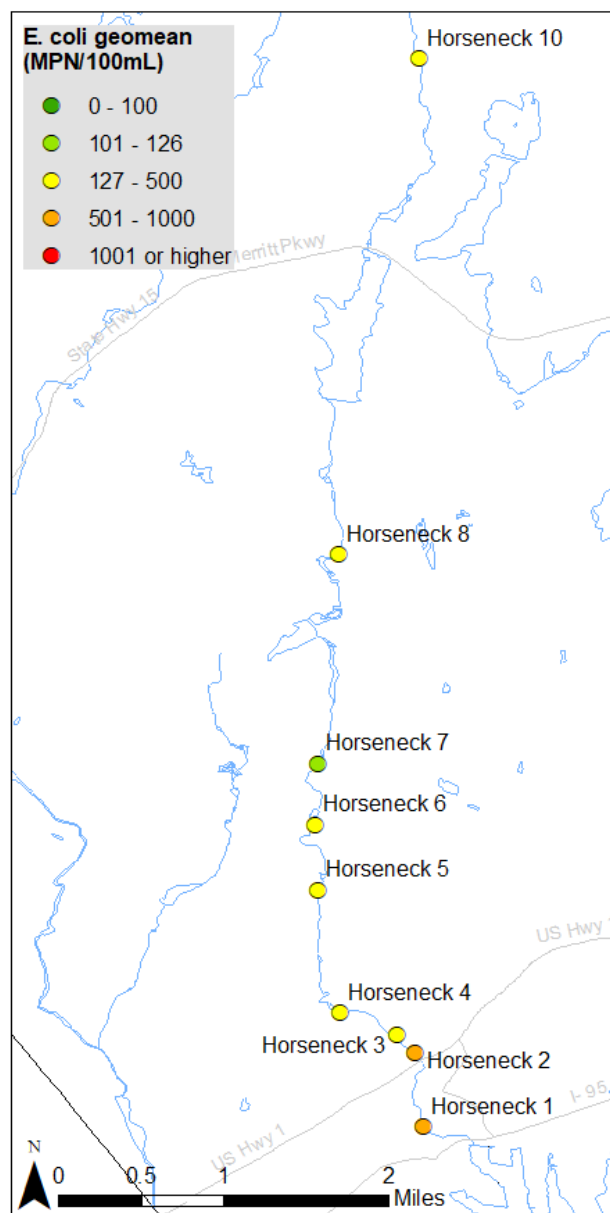 E. coli geomean
(MPN/100mL)
0 - 100
101 - 126
127 - 500
501 - 1000
1001 or higher
Horseneck 10
Merritt Pkwy
State Hwy 15
Horseneck 8
Horseneck 7
Horseneck 6
Horseneck 5
US Hwy 1
Horseneck 4
Horseneck 3
Horseneck 2
I- 95
Horseneck 1
US Hwy 1
N
0 0.5 1 2
Miles